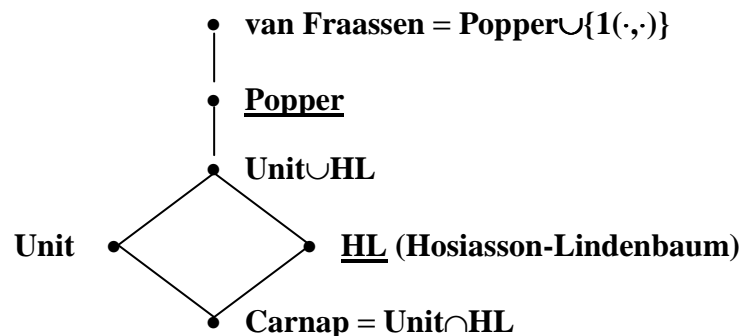 van Fraassen = Popper∪{1(·,·)}
Popper
Unit∪HL
Unit
HL (Hosiasson-Lindenbaum)
Carnap = Unit∩HL